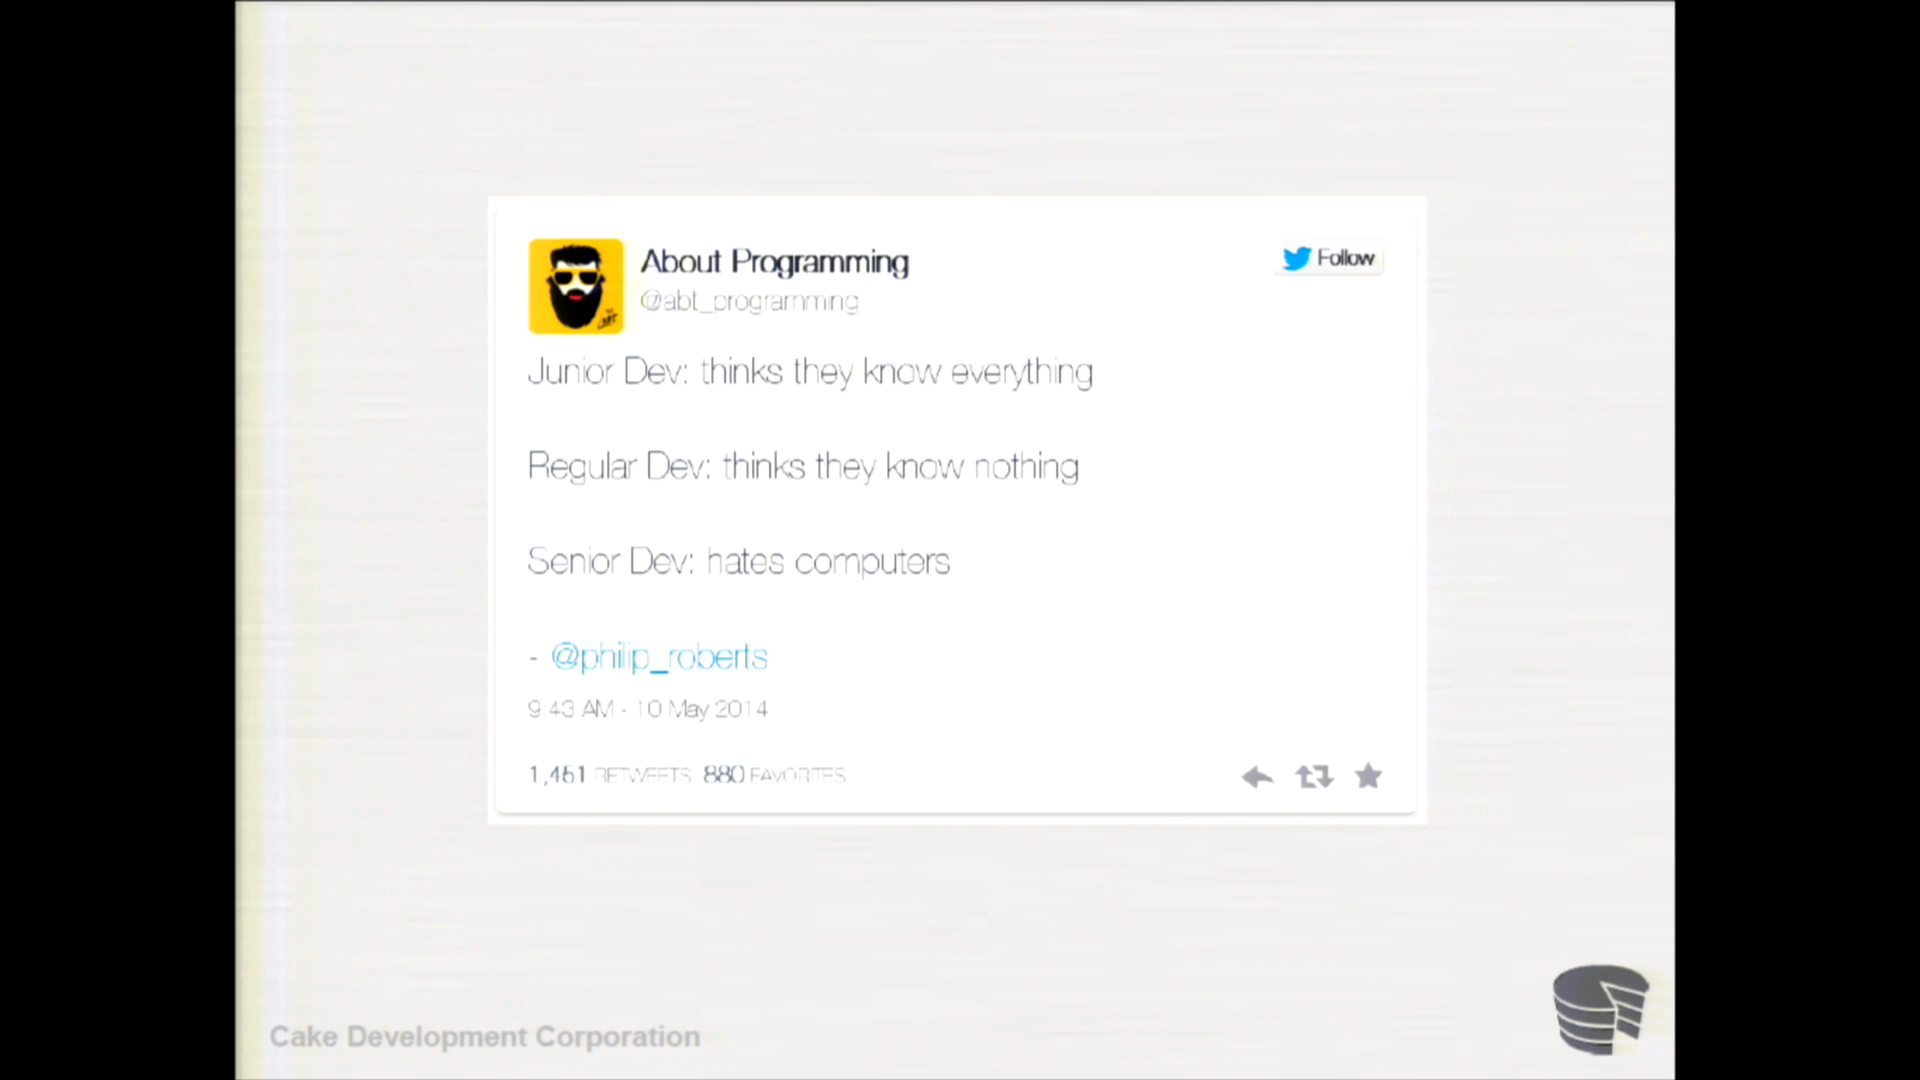 About Programming
@abt_programming
Follow
Junior Dev: thinks they know everything
Regular Dev: thinks they know nothing
Senior Dev: hates computers
- @philip_roberts
9:43 AM - 10 May 2014
1,451 RETWEETS 880 FAVORITES
Cake Development Corporation